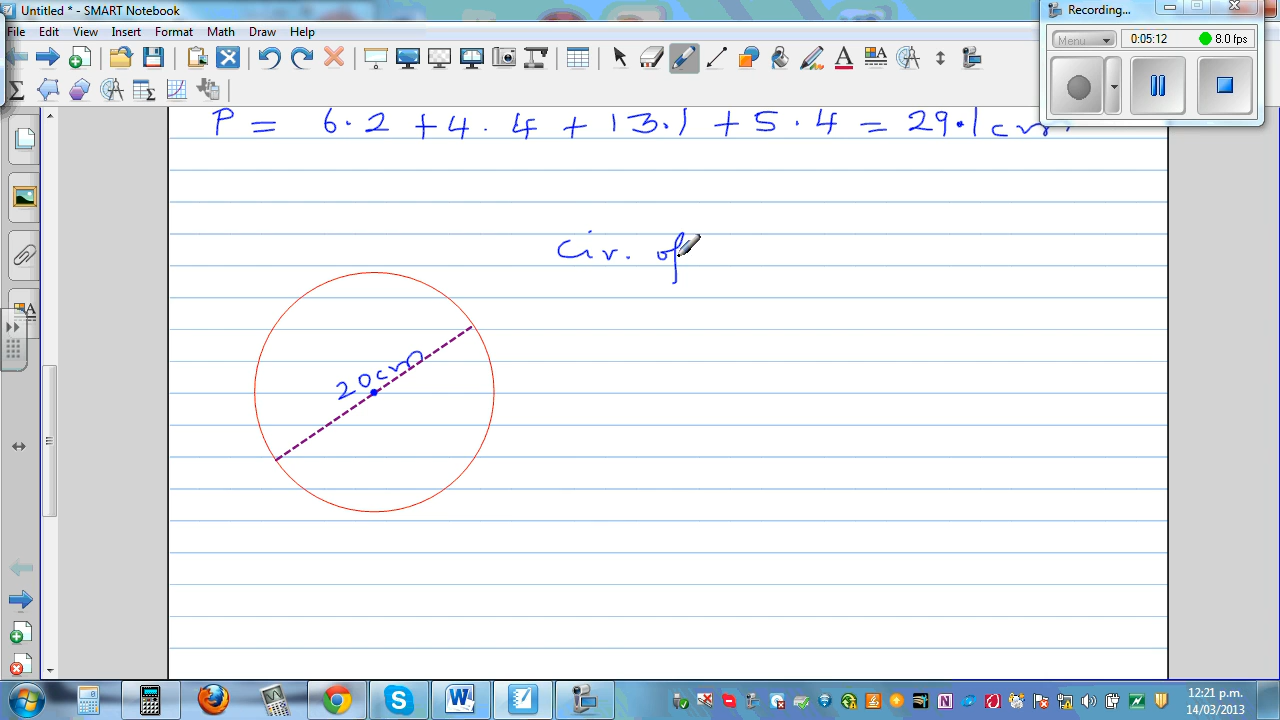 Untitled * - SMART Notebook
File Edit View Insert Format Math Draw Help
Recording...
Menu 0:05:12 8.0 fps
P = 6.2 + 4.4 + 13.1 + 5.4 = 29.1cm
Cir. of
20cm
12:21 p.m.
14/03/2013